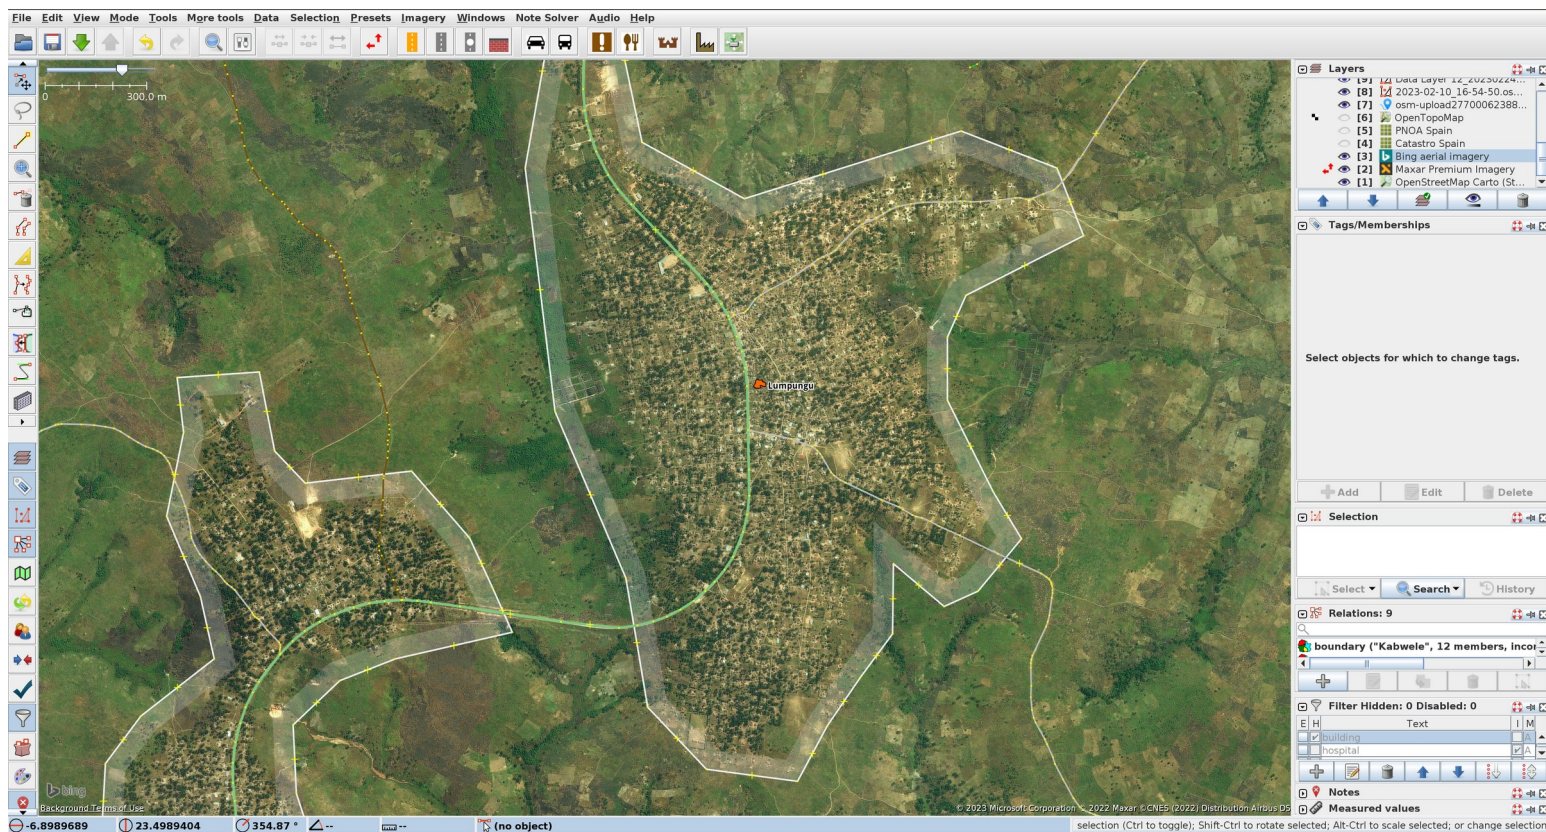 File Edit View Mode Tools More tools Data Selection Presets Imagery Windows Note Solver Audio Help
0 300.0 m
Lumpungu
bing
Background Terms of Use
© 2023 Microsoft Corporation © 2022 Maxar ©CNES (2022) Distribution Airbus DS
Layers
[9] Data Layer 12_20230224...
[8] 2023-02-10_16-54-50.os...
[7] osm-upload27700062388...
[6] OpenTopoMap
[5] PNOA Spain
[4] Catastro Spain
[3] Bing aerial imagery
[2] Maxar Premium Imagery
[1] OpenStreetMap Carto (St...
Tags/Memberships
Select objects for which to change tags.
Add Edit Delete
Selection
Select Search History
Relations: 9
boundary ("Kabwele", 12 members, incor
Filter Hidden: 0 Disabled: 0
E H Text I M
building A
hospital A
Notes
Measured values
-6.8989689 23.4989404 354.87 ° -- -- (no object) selection (Ctrl to toggle); Shift-Ctrl to rotate selected; Alt-Ctrl to scale selected; or change selection